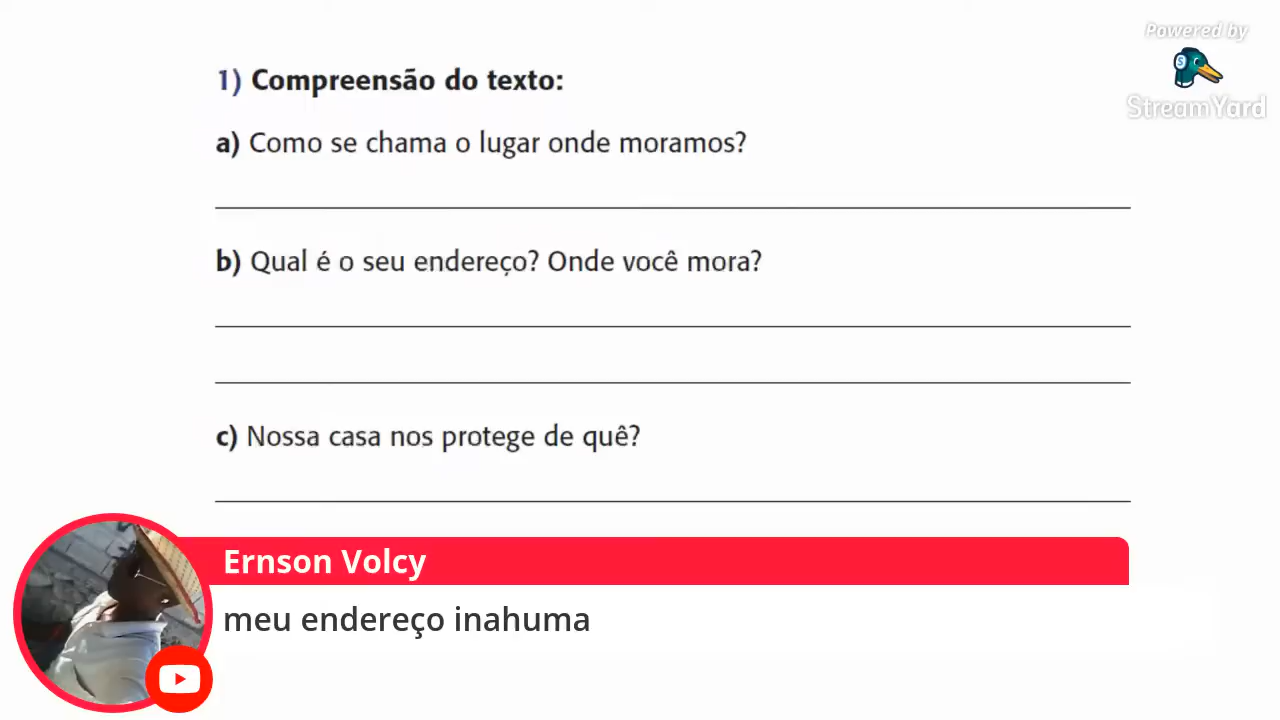 Powered by
StreamYard
1) Compreensão do texto:
a) Como se chama o lugar onde moramos?
b) Qual é o seu endereço? Onde você mora?
c) Nossa casa nos protege de quê?
Ernson Volcy
meu endereço inahuma